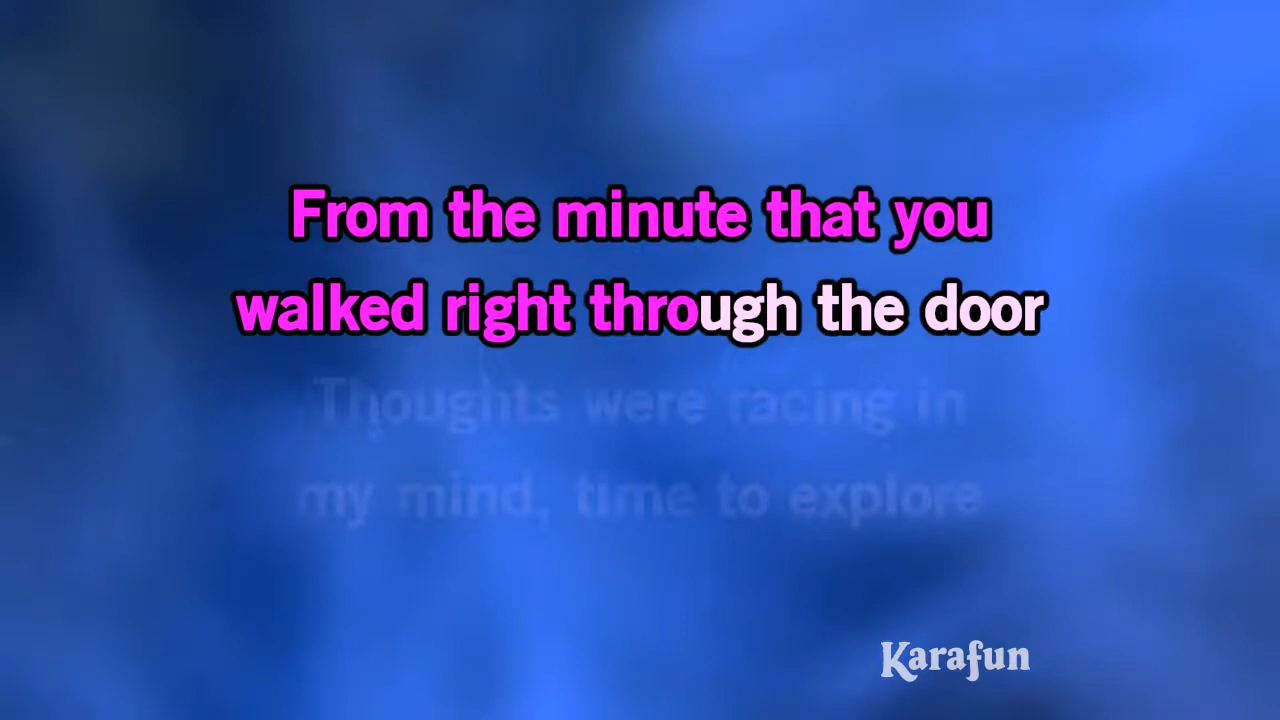 From the minute that you
walked right through the door
Thoughts were racing in
my mind, time to explore
Karafun